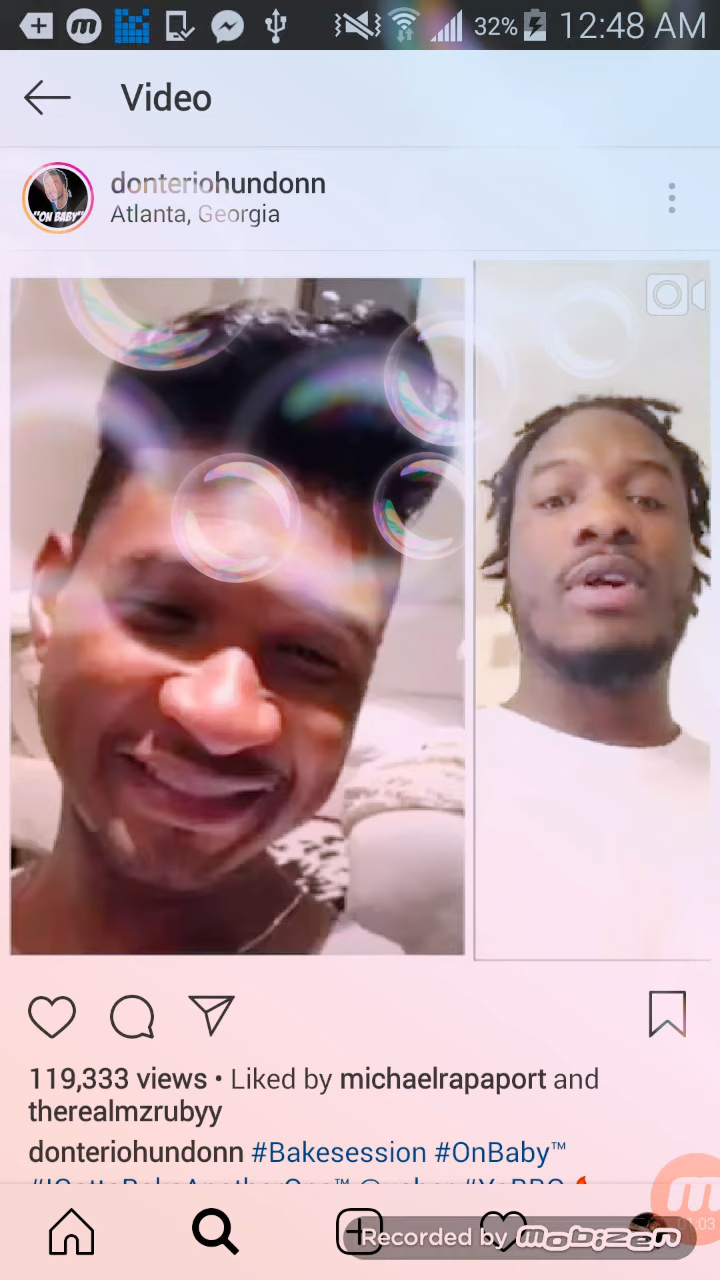 32% 12:48 AM
Video
donteriohundonn
Atlanta, Georgia
"ON BABY"
119,333 views • Liked by michaelrapaport and
therealmzrubyy
donteriohundonn #Bakesession #OnBaby™
Recorded by mobizen